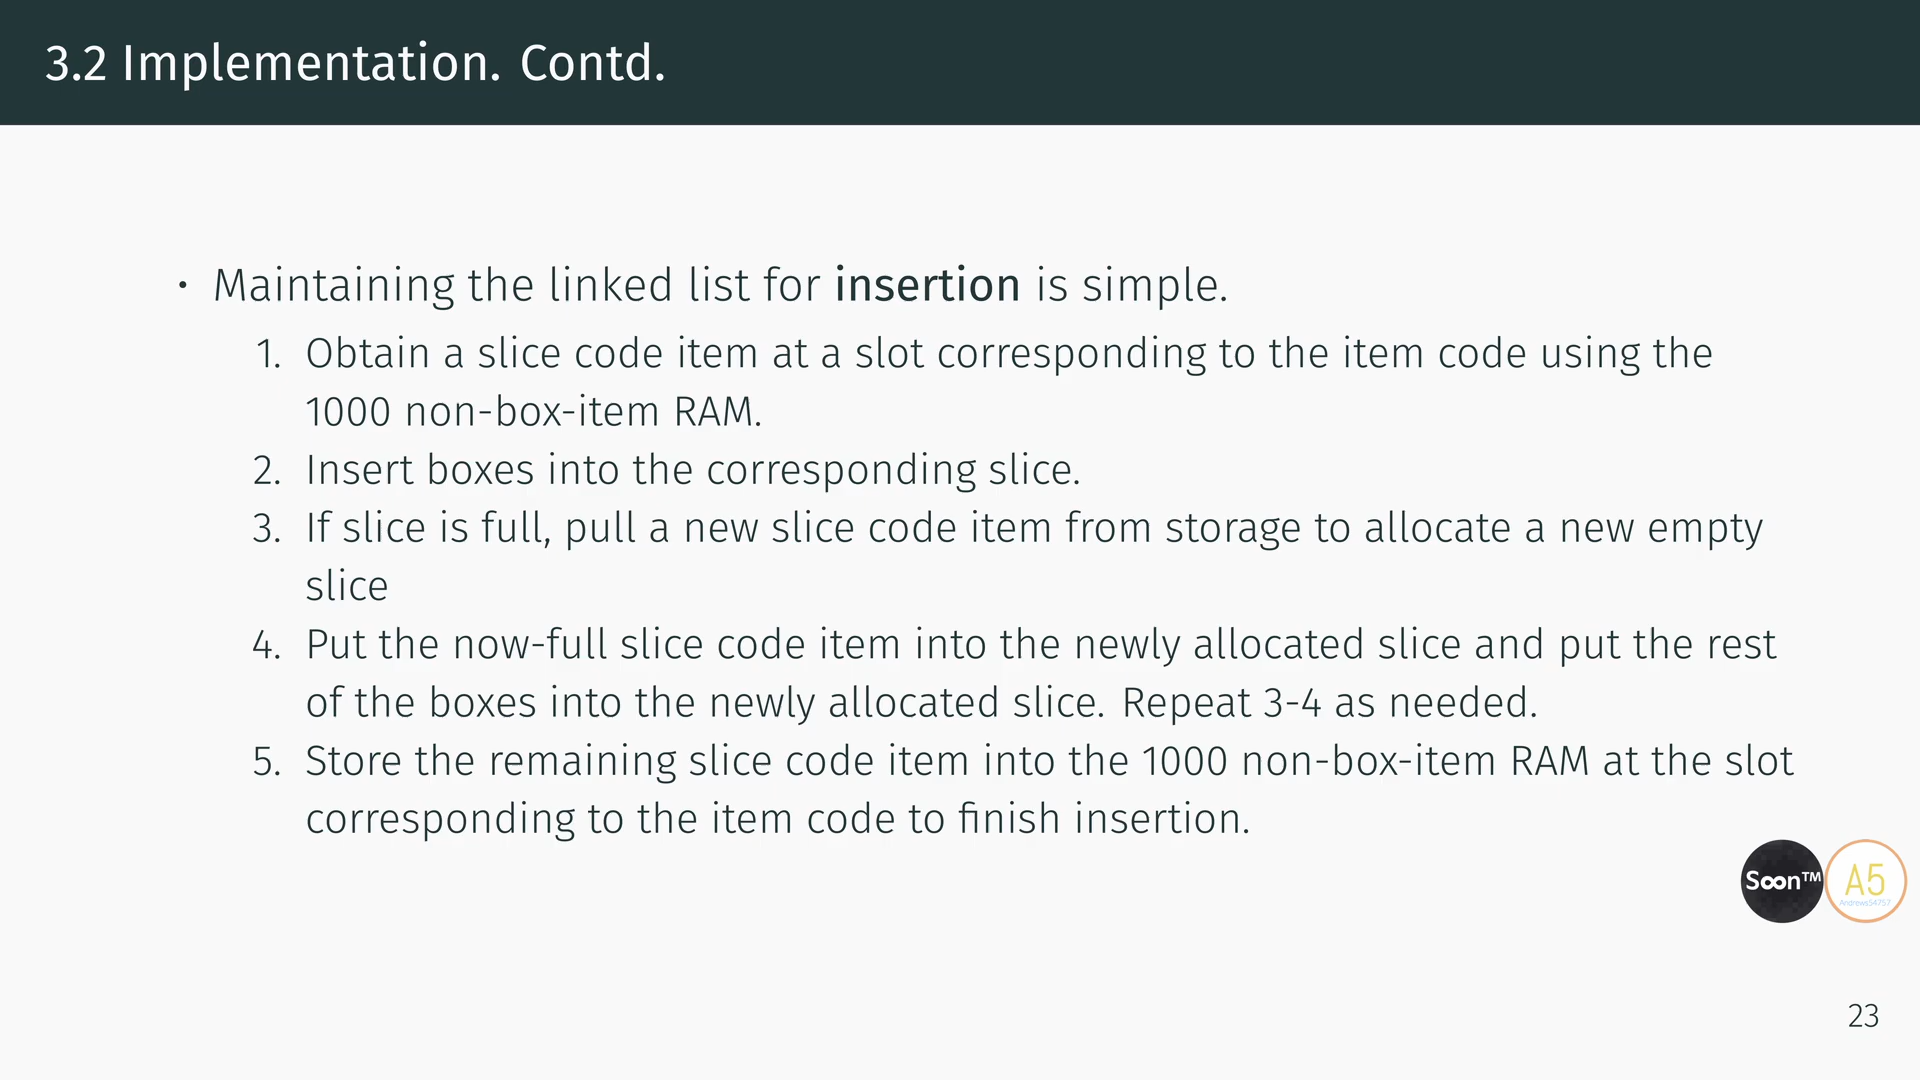 3.2 Implementation. Contd.
• Maintaining the linked list for insertion is simple.
1. Obtain a slice code item at a slot corresponding to the item code using the
1000 non-box-item RAM.
2. Insert boxes into the corresponding slice.
3. If slice is full, pull a new slice code item from storage to allocate a new empty
slice
4. Put the now-full slice code item into the newly allocated slice and put the rest
of the boxes into the newly allocated slice. Repeat 3-4 as needed.
5. Store the remaining slice code item into the 1000 non-box-item RAM at the slot
corresponding to the item code to finish insertion.
Soon™
A5
Andrews54757
23